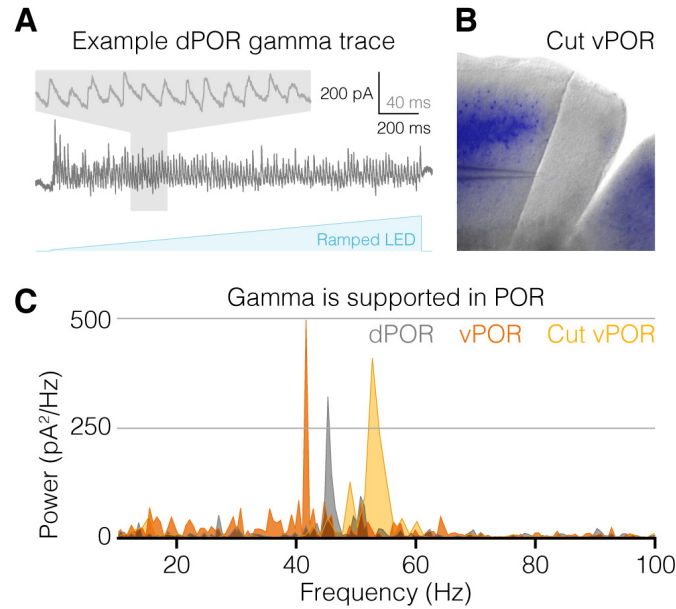 A
Example dPOR gamma trace
200 pA
40 ms
200 ms
Ramped LED
B
Cut vPOR
C
Gamma is supported in POR
dPOR vPOR Cut vPOR
Power (pA²/Hz)
500
250
0
20 40 60 80 100
Frequency (Hz)